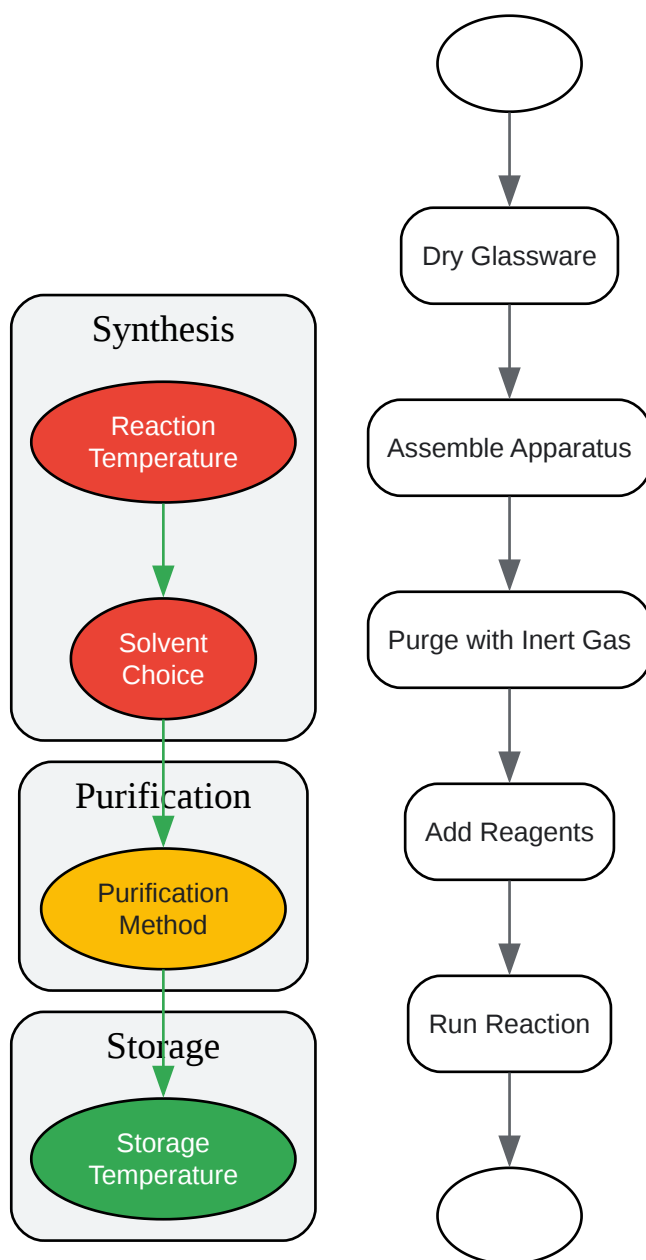 Synthesis
Reaction
Temperature
Solvent
Choice
Purification
Purification
Method
Storage
Storage
Temperature
Dry Glassware
Assemble Apparatus
Purge with Inert Gas
Add Reagents
Run Reaction